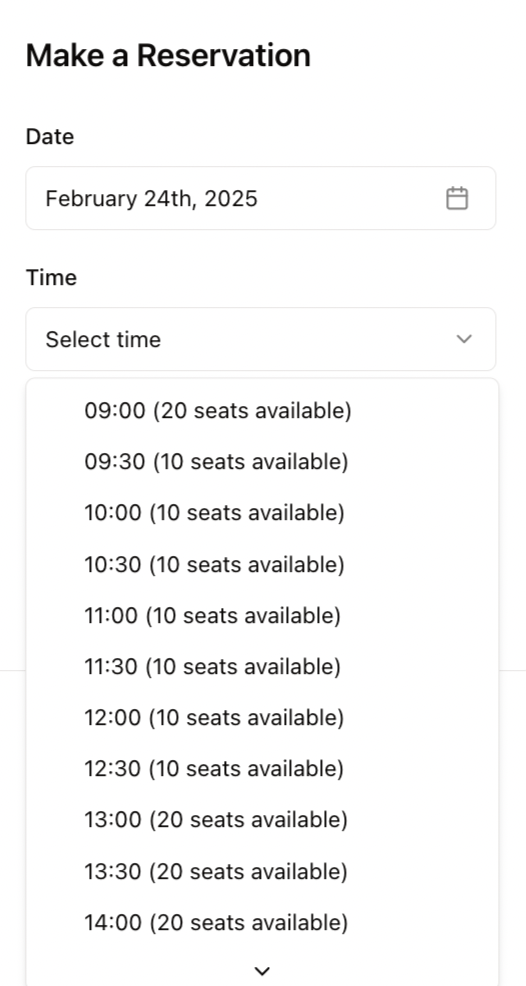 Make a Reservation
Date
February 24th, 2025
Time
Select time
09:00 (20 seats available)
09:30 (10 seats available)
10:00 (10 seats available)
10:30 (10 seats available)
11:00 (10 seats available)
11:30 (10 seats available)
12:00 (10 seats available)
12:30 (10 seats available)
13:00 (20 seats available)
13:30 (20 seats available)
14:00 (20 seats available)